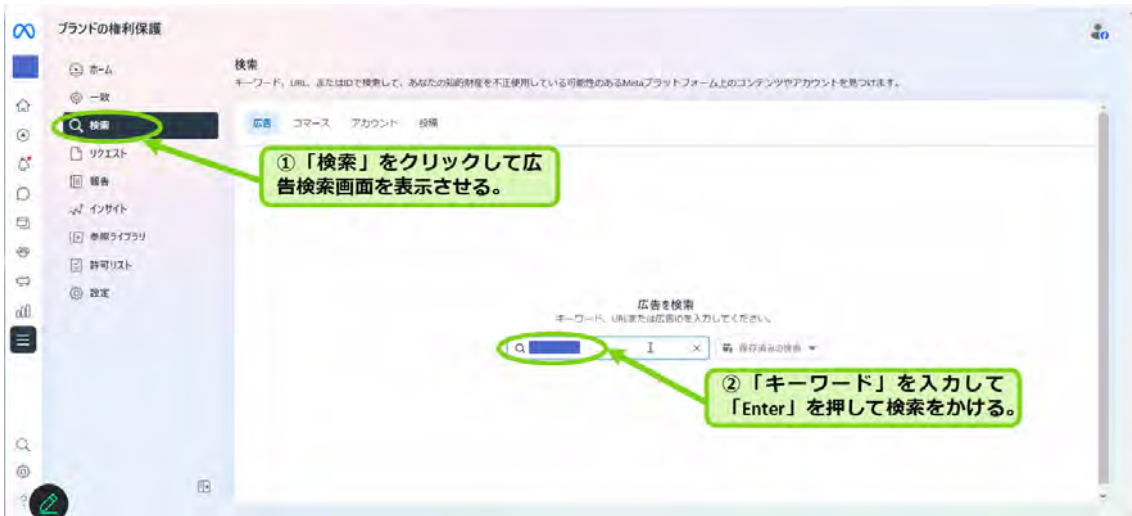 ブランドの権利保護
ホーム
一致
検索
リクエスト
報告
インサイト
参照ライブラリ
許可リスト
設定
検索
キーワード、URL、またはIDで検索して、あなたの知的財産を不正使用している可能性のあるMetaプラットフォーム上のコンテンツやアカウントを見つけます。
広告 コマース アカウント 投稿
①「検索」をクリックして広
告検索画面を表示させる。
広告を検索
キーワード、URLまたは広告IDを入力してください。
保存済みの検索
②「キーワード」を入力して
「Enter」を押して検索をかける。